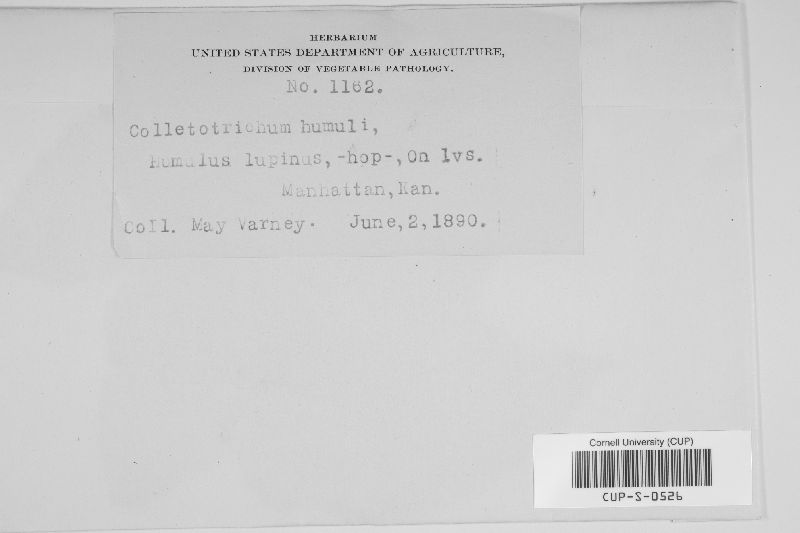 HERBARIUM
UNITED STATES DEPARTMENT OF AGRICULTURE,
DIVISION OF VEGETABLE PATHOLOGY.
No. 1162.
Colletotrichum humuli,
Humulus lupinus, -hop-, On lvs.
Manhattan, Kan.
Coll. May Varney. June, 2, 1890.
Cornell University (CUP)
CUP-S-0526